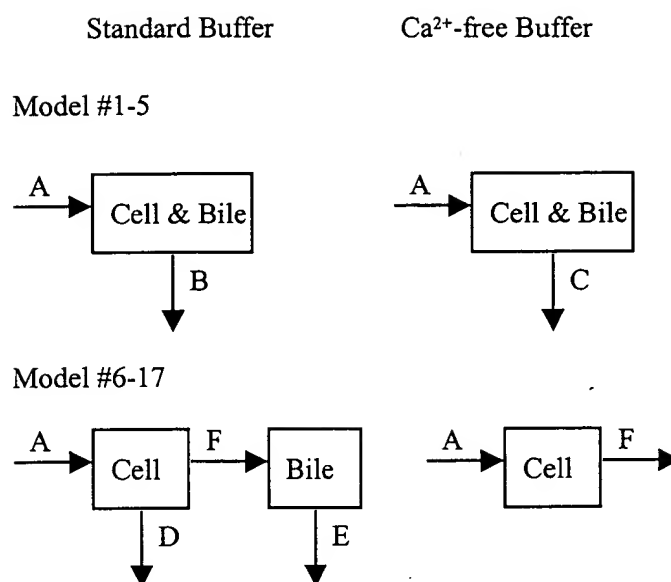 Standard Buffer Ca²⁺-free Buffer
Model #1-5
A Cell & Bile B
A Cell & Bile C
Model #6-17
A Cell F Bile D E
A Cell F